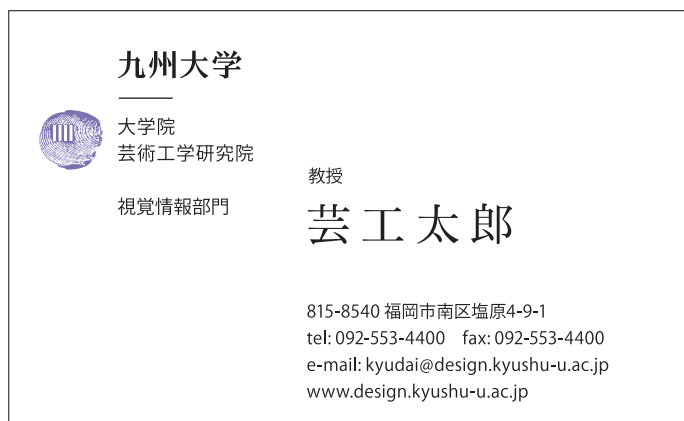 九州大学
大学院
芸術工学研究院
視覚情報部門
教授
芸工太郎
815-8540 福岡市南区塩原4-9-1
tel: 092-553-4400　fax: 092-553-4400
e-mail: kyudai@design.kyushu-u.ac.jp
www.design.kyushu-u.ac.jp